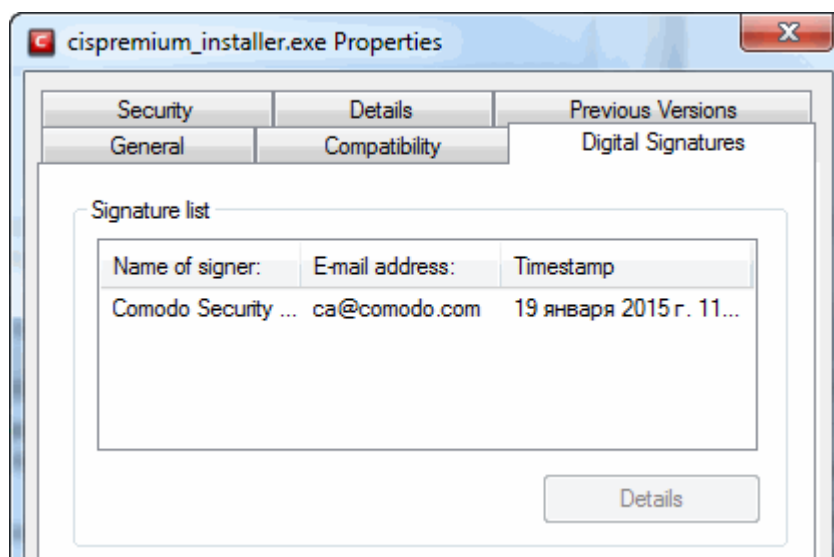 cispremium_installer.exe Properties
Security Details Previous Versions
General Compatibility Digital Signatures
Signature list
Name of signer: E-mail address: Timestamp
Comodo Security ... ca@comodo.com 19 января 2015 г. 11...
Details